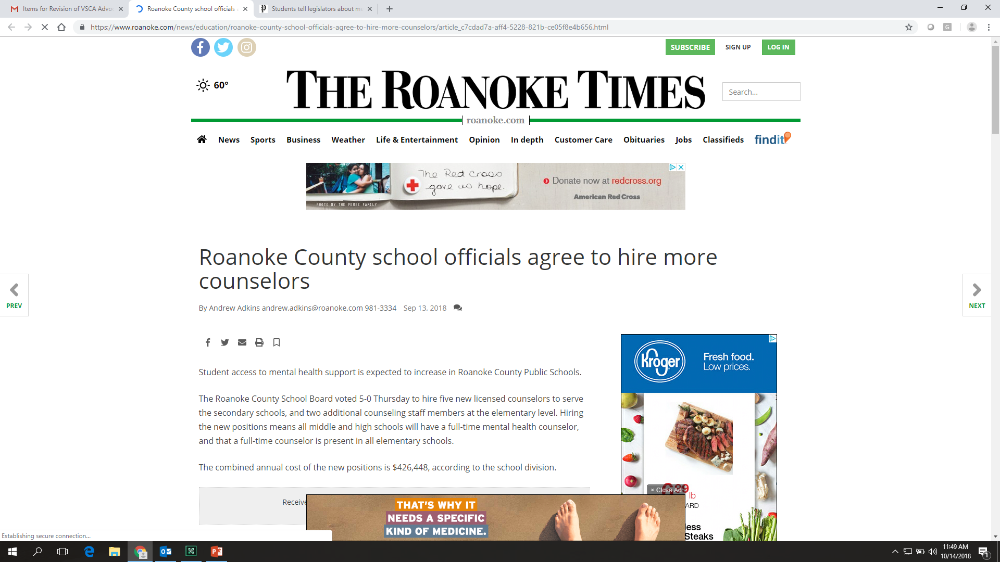 Items for Revision of VSCA Advo
Roanoke County school officials a
Students tell legislators about me
https://www.roanoke.com/news/education/roanoke-county-school-officials-agree-to-hire-more-counselors/article_c7cdad7a-aff4-5228-821b-ce05f8e4b656.html
SUBSCRIBE SIGN UP LOG IN
60°
THE ROANOKE TIMES
Search...
roanoke.com
News Sports Business Weather Life & Entertainment Opinion In depth Customer Care Obituaries Jobs Classifieds findit
The Red Cross
gave us hope.
Donate now at redcross.org
American Red Cross
PHOTO BY THE PEREZ FAMILY
Roanoke County school officials agree to hire more
counselors
By Andrew Adkins andrew.adkins@roanoke.com 981-3334 Sep 13, 2018
PREV
NEXT
Student access to mental health support is expected to increase in Roanoke County Public Schools.
The Roanoke County School Board voted 5-0 Thursday to hire five new licensed counselors to serve
the secondary schools, and two additional counseling staff members at the elementary level. Hiring
the new positions means all middle and high schools will have a full-time mental health counselor,
and that a full-time counselor is present in all elementary schools.
The combined annual cost of the new positions is $426,448, according to the school division.
Kroger
Fresh food.
Low prices.
× Close Ad
lb
ARD
less
Steaks
Receive
THAT'S WHY IT
NEEDS A SPECIFIC
KIND OF MEDICINE.
Establishing secure connection...
11:49 AM
10/14/2018
1